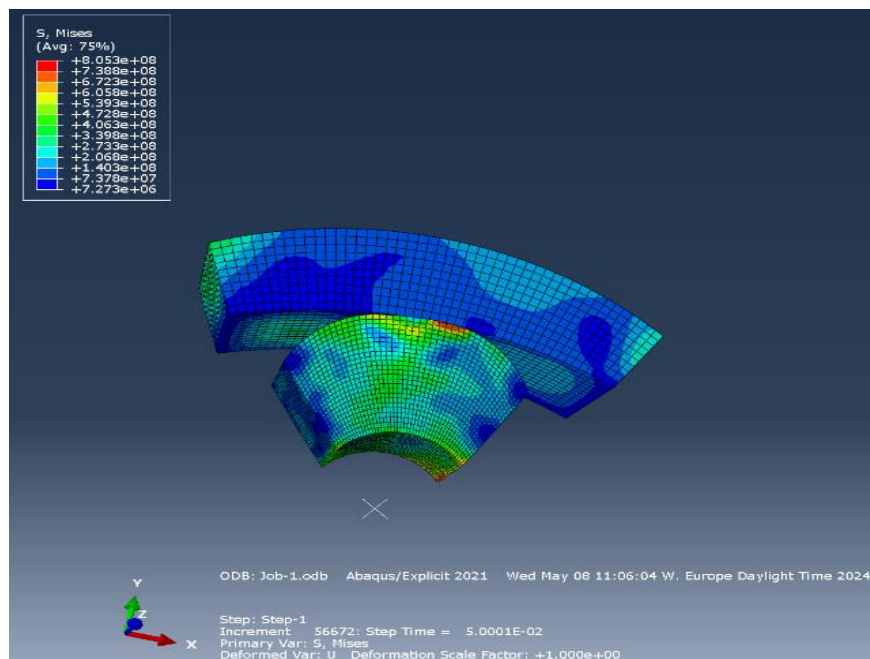 S, Mises
(Avg: 75%)
+8.053e+08
+7.388e+08
+6.723e+08
+6.058e+08
+5.393e+08
+4.728e+08
+4.063e+08
+3.398e+08
+2.733e+08
+2.068e+08
+1.403e+08
+7.378e+07
+7.273e+06
ODB: Job-1.odb Abaqus/Explicit 2021 Wed May 08 11:06:04 W. Europe Daylight Time 2024
Y
Z
X
Step: Step-1
Increment 56672: Step Time = 5.0001E-02
Primary Var: S, Mises
Deformed Var: U Deformation Scale Factor: +1.000e+00